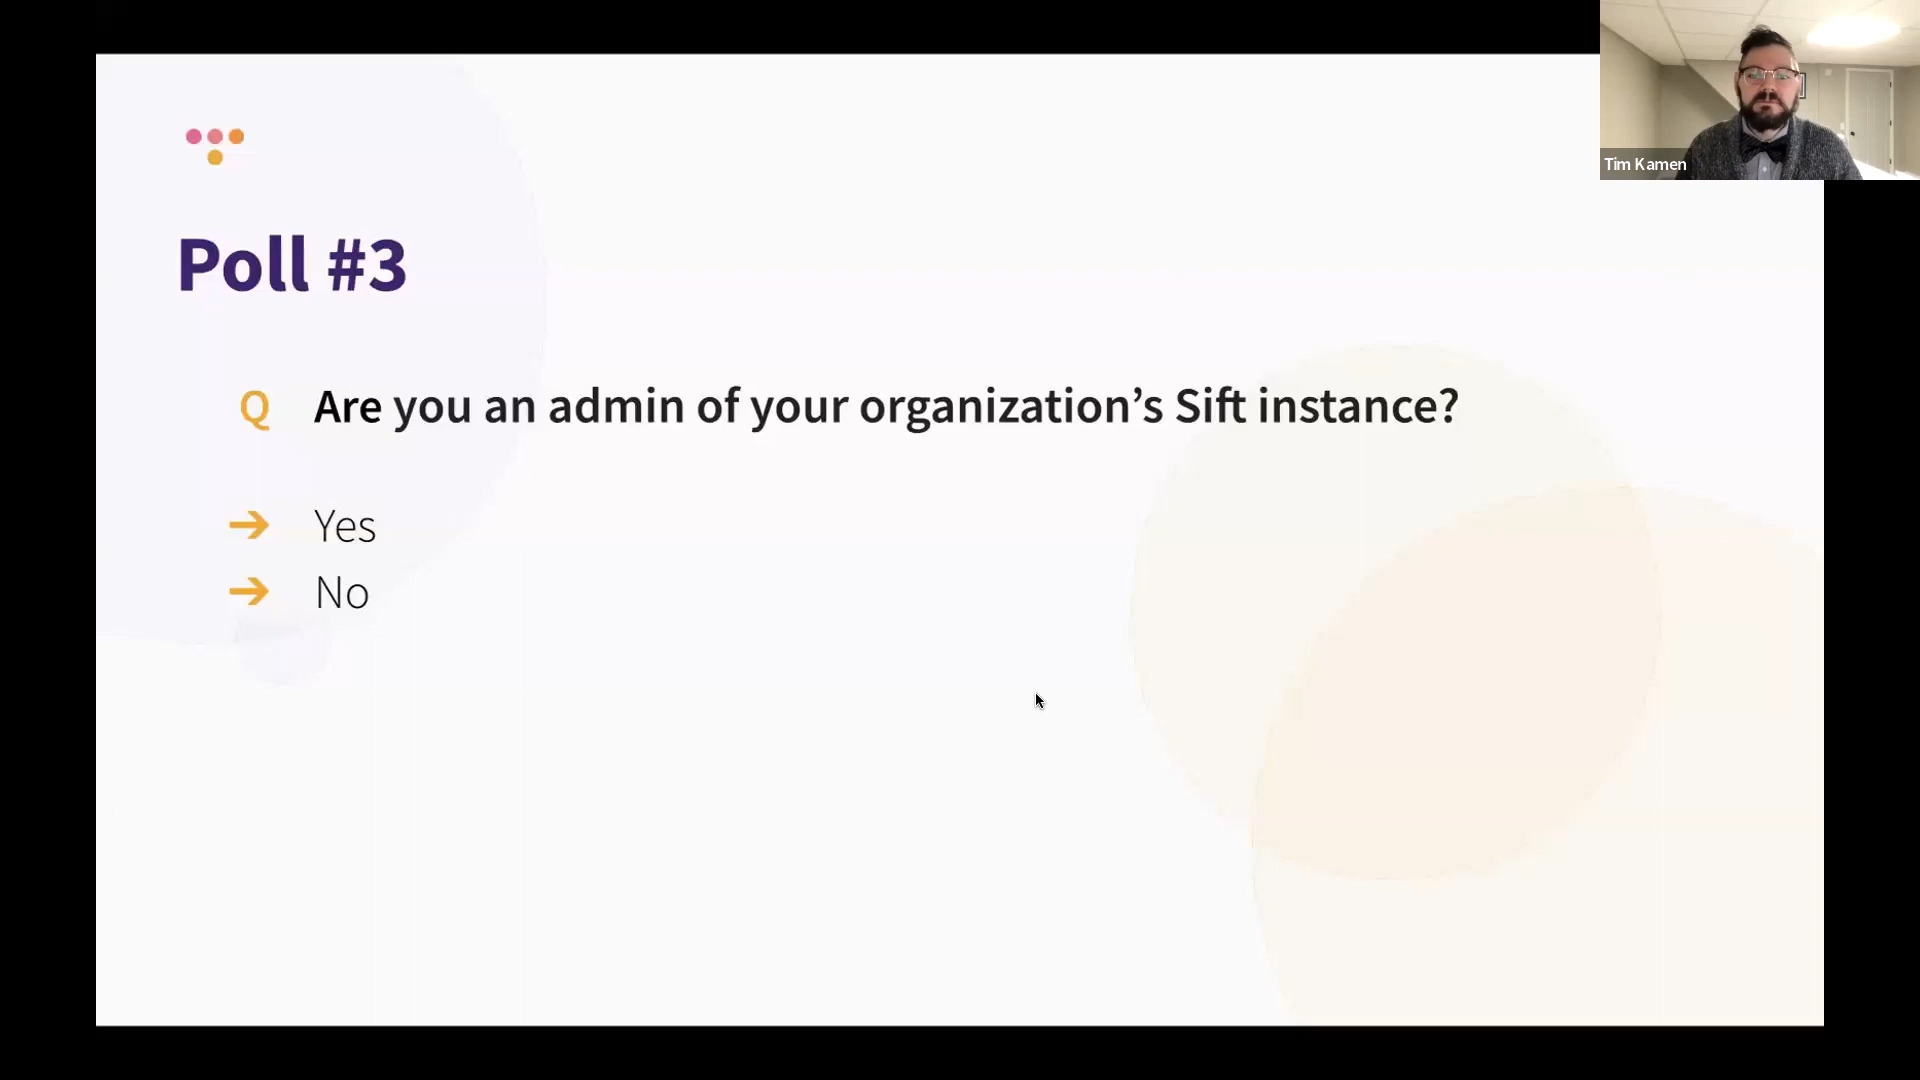 Tim Kamen
Poll #3
Q Are you an admin of your organization’s Sift instance?
➔ Yes
➔ No